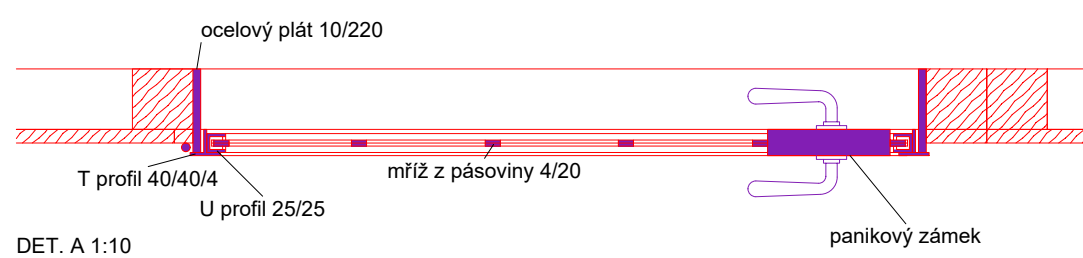 ocelový plát 10/220
T profil 40/40/4
mříž z pásoviny 4/20
U profil 25/25
panikový zámek
DET. A 1:10